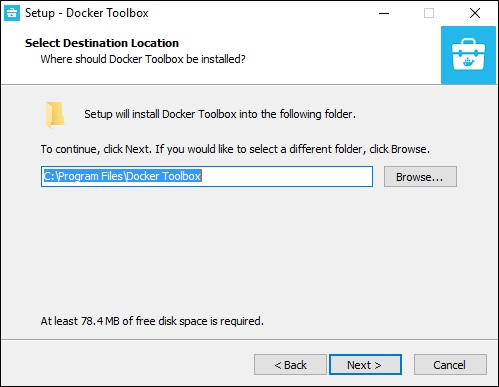 Setup - Docker Toolbox
Select Destination Location
Where should Docker Toolbox be installed?
Setup will install Docker Toolbox into the following folder.
To continue, click Next. If you would like to select a different folder, click Browse.
C:\Program Files\Docker Toolbox
Browse...
At least 78.4 MB of free disk space is required.
< Back
Next >
Cancel